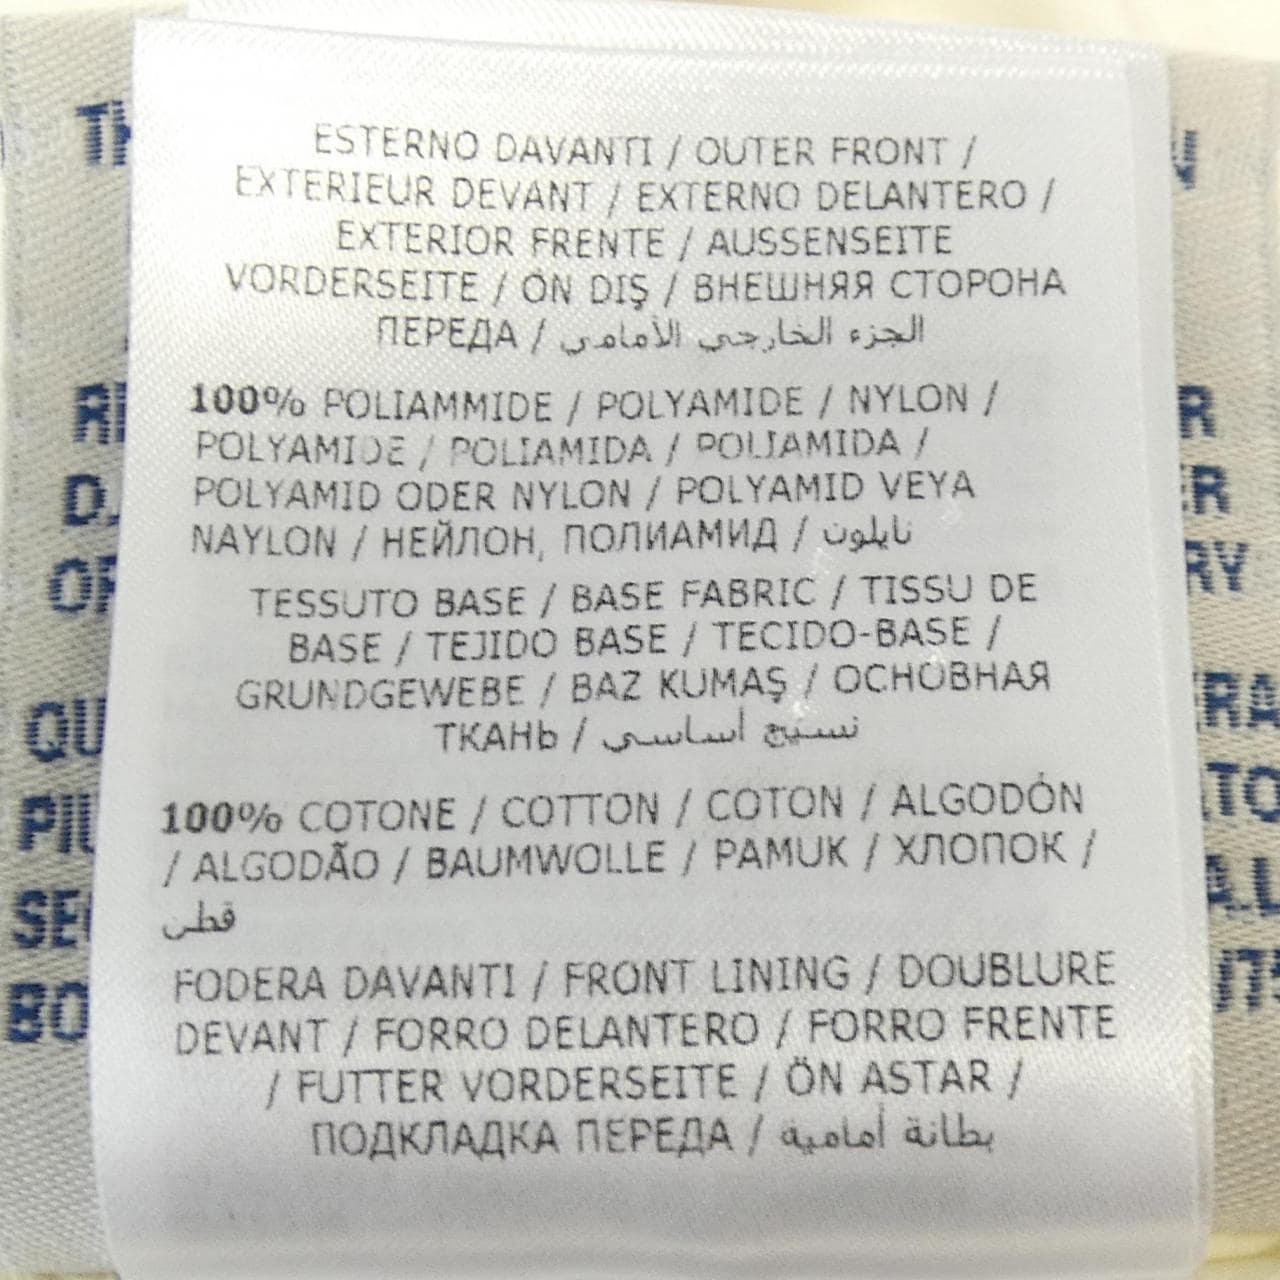 ESTERNO DAVANTI / OUTER FRONT /
EXTERIEUR DEVANT / EXTERNO DELANTERO /
EXTERIOR FRENTE / AUSSENSEITE
VORDERSEITE / ÖN DIŞ / ВНЕШНЯЯ СТОРОНА
ПЕРЕДА / الجزء الخارجي الأمامي
100% POLIAMMIDE / POLYAMIDE / NYLON /
POLYAMIDE / POLIAMIDA / POLIAMIDA /
POLYAMID ODER NYLON / POLYAMID VEYA
NAYLON / НЕЙЛОН, ПОЛИАМИД / نايلون
TESSUTO BASE / BASE FABRIC / TISSU DE
BASE / TEJIDO BASE / TECIDO-BASE /
GRUNDGEWEBE / BAZ KUMAŞ / ОСНОВНАЯ
ТКАНЬ / نسيج أساسي
100% COTONE / COTTON / COTON / ALGODÓN
/ ALGODÃO / BAUMWOLLE / PAMUK / ХЛОПОК /
قطن
FODERA DAVANTI / FRONT LINING / DOUBLURE
DEVANT / FORRO DELANTERO / FORRO FRENTE
/ FUTTER VORDERSEITE / ÖN ASTAR /
ПОДКЛАДКА ПЕРЕДА / بطانة أمامية